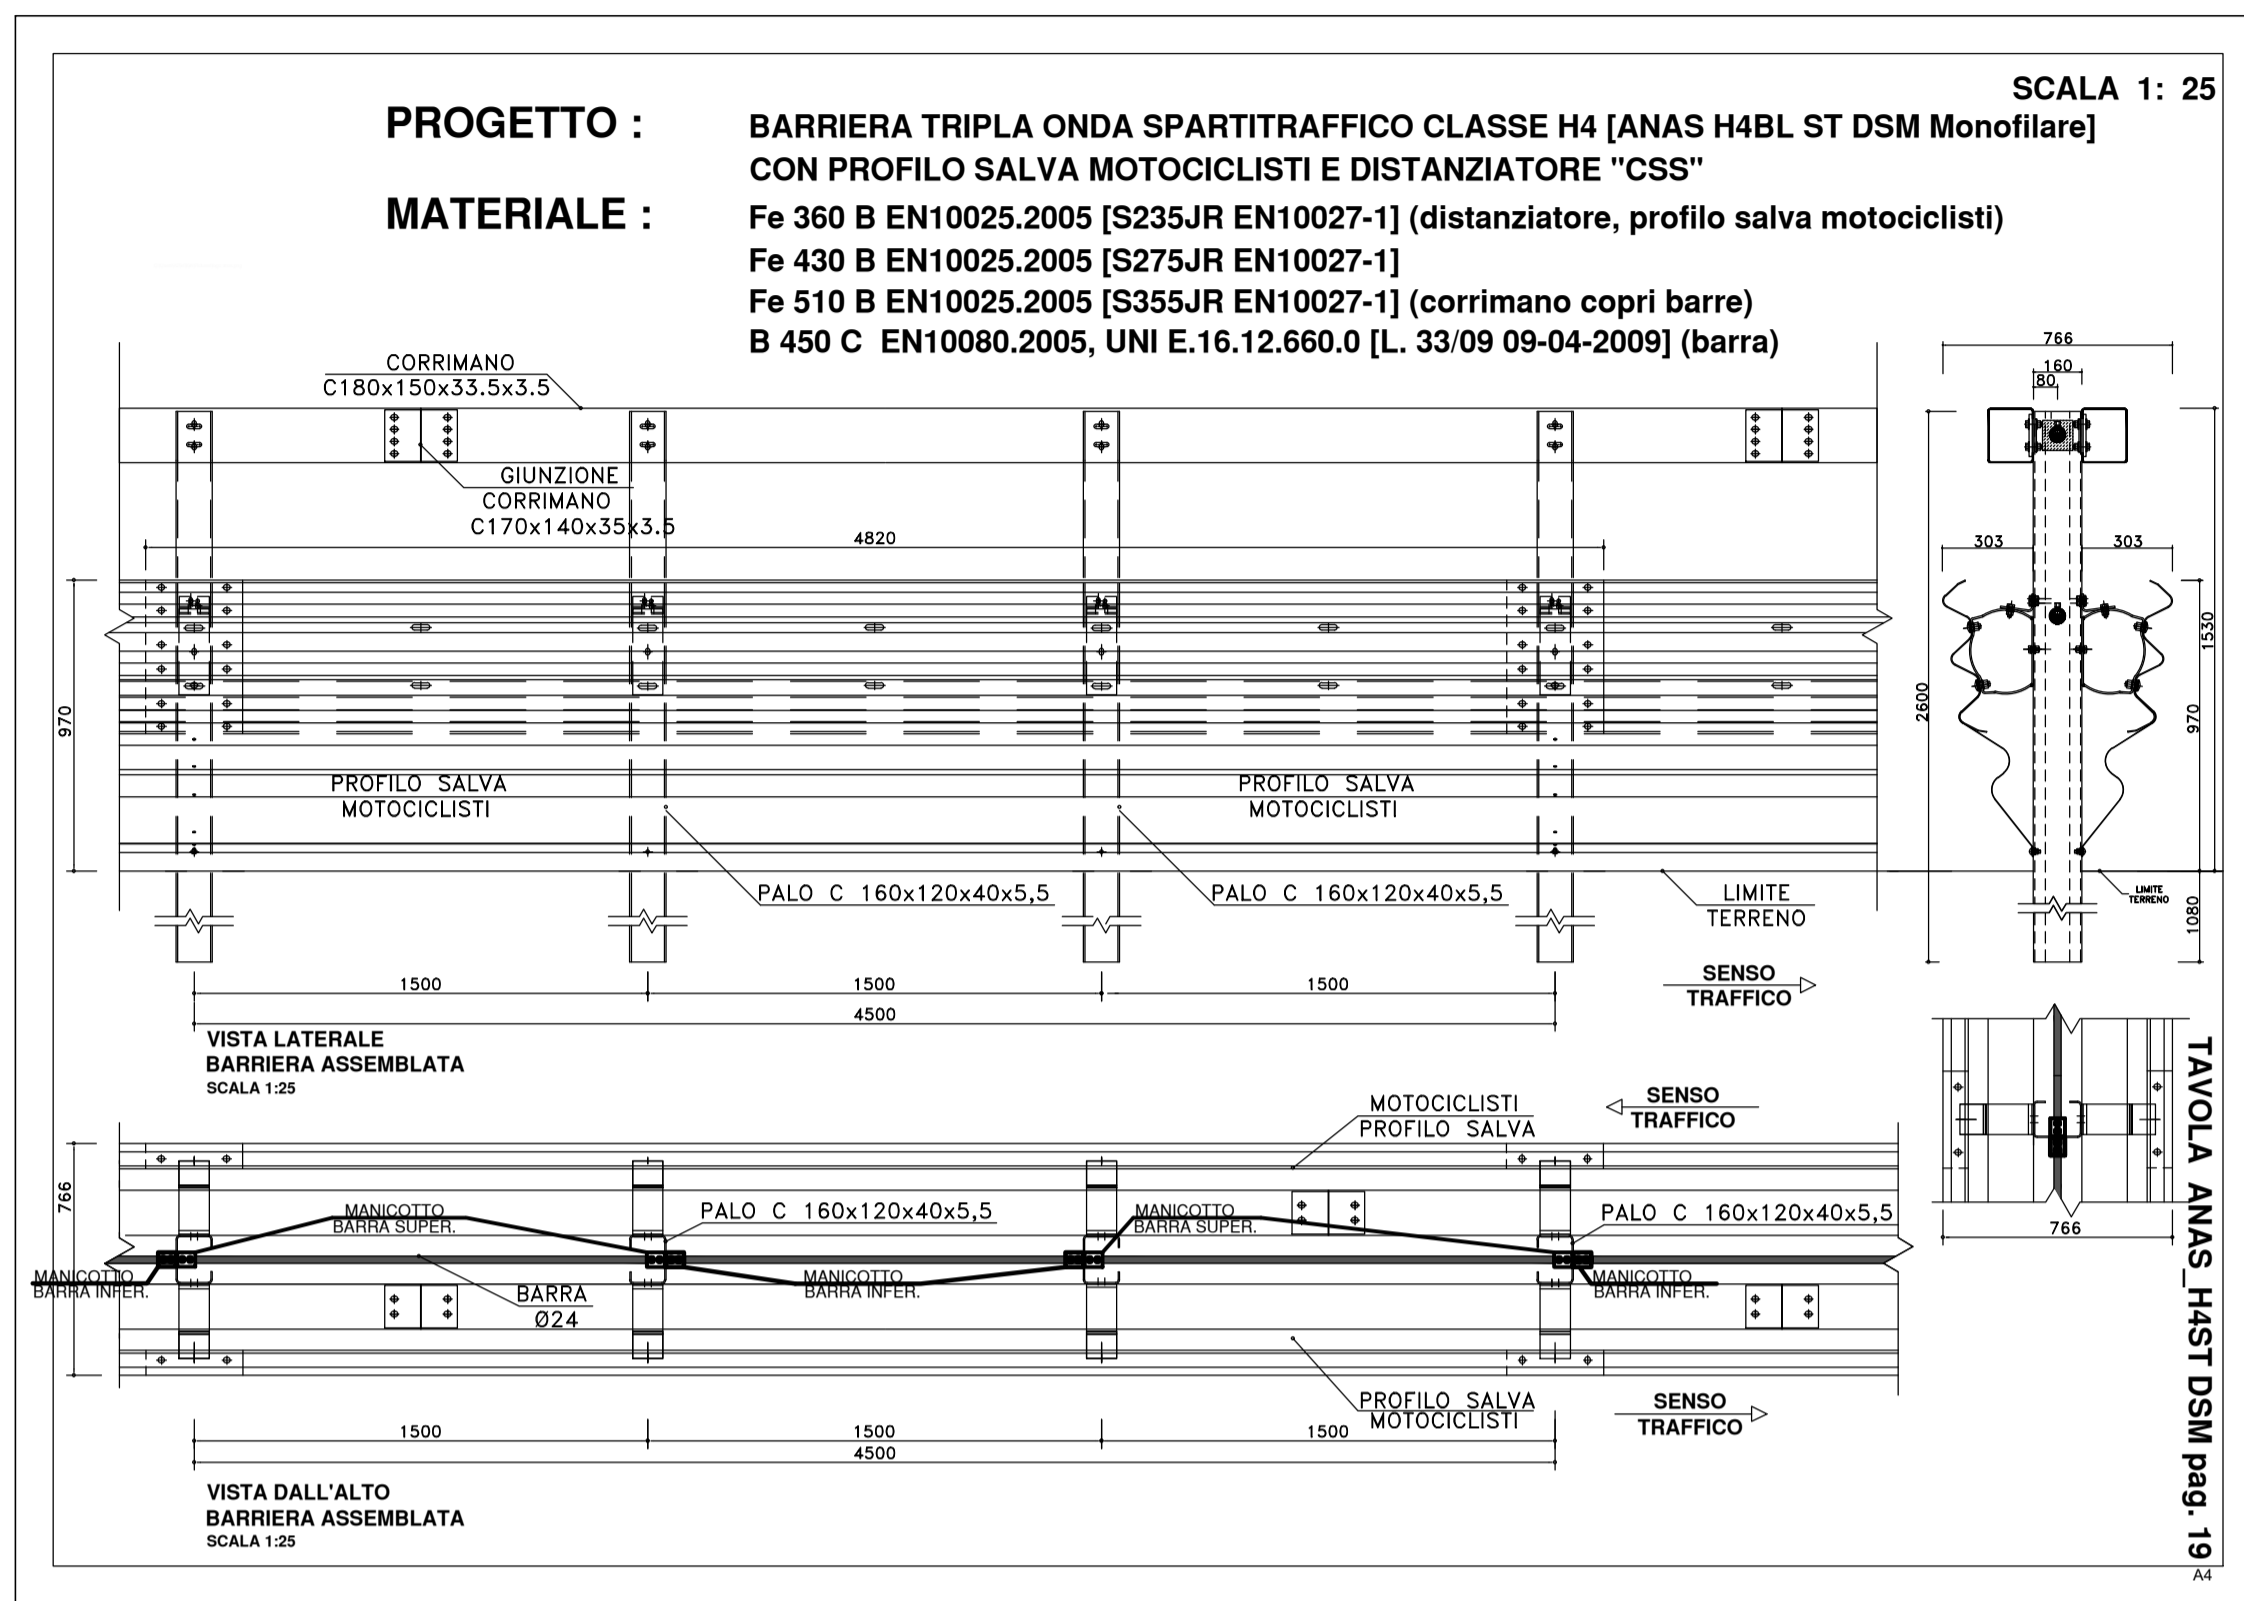 SCALA 1: 25
PROGETTO :
BARRIERA TRIPLA ONDA SPARTITRAFFICO CLASSE H4 [ANAS H4BL ST DSM Monofilare]
CON PROFILO SALVA MOTOCICLISTI E DISTANZIATORE "CSS"
MATERIALE :
Fe 360 B EN10025.2005 [S235JR EN10027-1] (distanziatore, profilo salva motociclisti)
Fe 430 B EN10025.2005 [S275JR EN10027-1]
Fe 510 B EN10025.2005 [S355JR EN10027-1] (corrimano copri barre)
B 450 C EN10080.2005, UNI E.16.12.660.0 [L. 33/09 09-04-2009] (barra)
CORRIMANO
C180x150x33.5x3.5
GIUNZIONE
CORRIMANO
C170x140x35x3.5
4820
970
PROFILO SALVA
MOTOCICLISTI
PROFILO SALVA
MOTOCICLISTI
PALO C 160x120x40x5,5
PALO C 160x120x40x5,5
LIMITE
TERRENO
1500
1500
1500
4500
SENSO
TRAFFICO
VISTA LATERALE
BARRIERA ASSEMBLATA
SCALA 1:25
766
160
80
303
303
2600
1530
970
1080
LIMITE
TERRENO
766
SENSO
TRAFFICO
MOTOCICLISTI
PROFILO SALVA
766
MANICOTTO
BARRA SUPER.
PALO C 160x120x40x5,5
MANICOTTO
BARRA SUPER.
PALO C 160x120x40x5,5
MANICOTTO
BARRA INFER.
BARRA
Ø24
MANICOTTO
BARRA INFER.
MANICOTTO
BARRA INFER.
PROFILO SALVA
MOTOCICLISTI
SENSO
TRAFFICO
1500
1500
1500
4500
VISTA DALL'ALTO
BARRIERA ASSEMBLATA
SCALA 1:25
TAVOLA ANAS_H4ST DSM pag. 19
A4